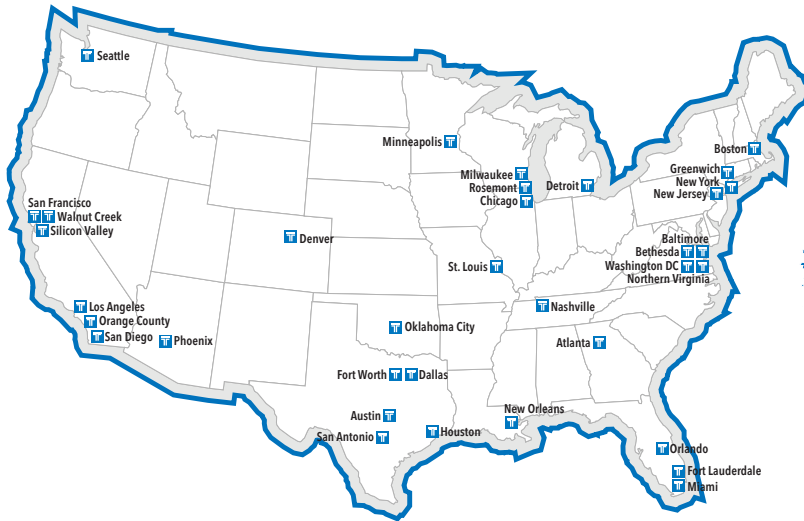 Seattle
Minneapolis
Boston
Milwaukee
Greenwich
Rosemont
Detroit
New York
Chicago
New Jersey
San Francisco
Walnut Creek
Silicon Valley
Denver
Baltimore
Bethesda
St. Louis
Washington DC
Northern Virginia
Los Angeles
Nashville
Orange County
Oklahoma City
San Diego
Phoenix
Atlanta
Fort Worth
Dallas
New Orleans
Austin
San Antonio
Houston
Orlando
Fort Lauderdale
Miami